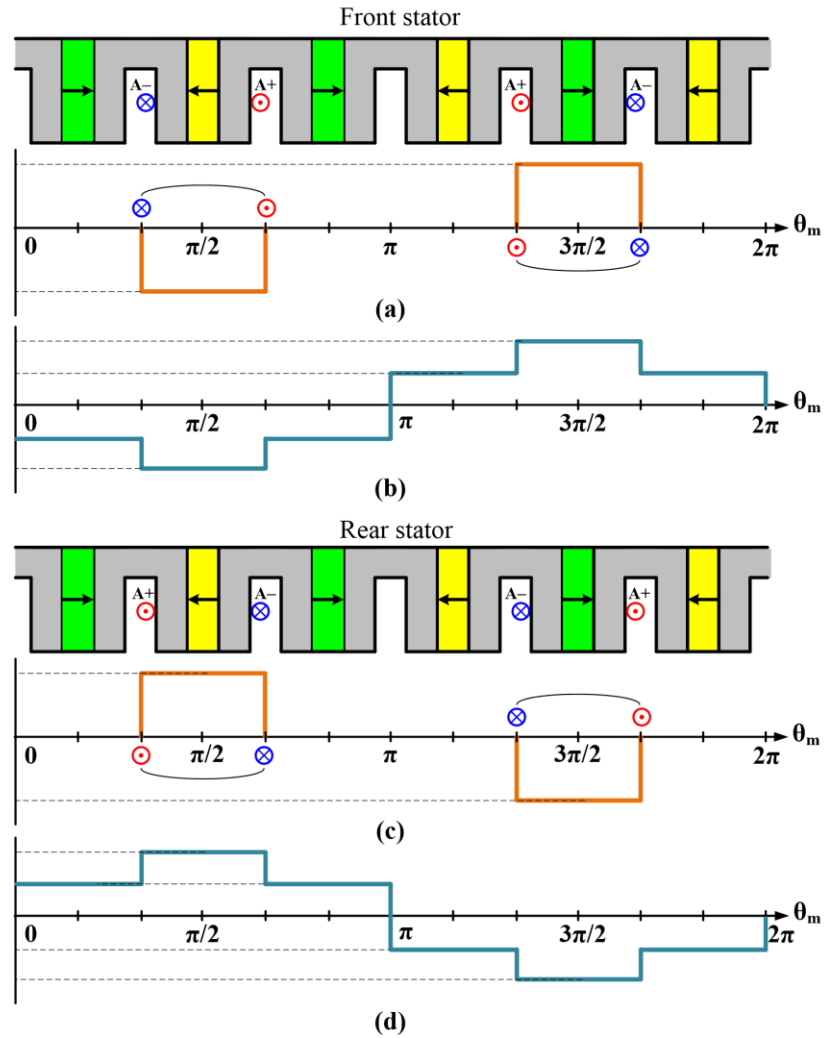 Front stator
A− A+ A+ A−
0 π/2 π 3π/2 2π θm
(a)
0 π/2 π 3π/2 2π θm
(b)
Rear stator
A+ A− A− A+
0 π/2 π 3π/2 2π θm
(c)
0 π/2 π 3π/2 2π θm
(d)